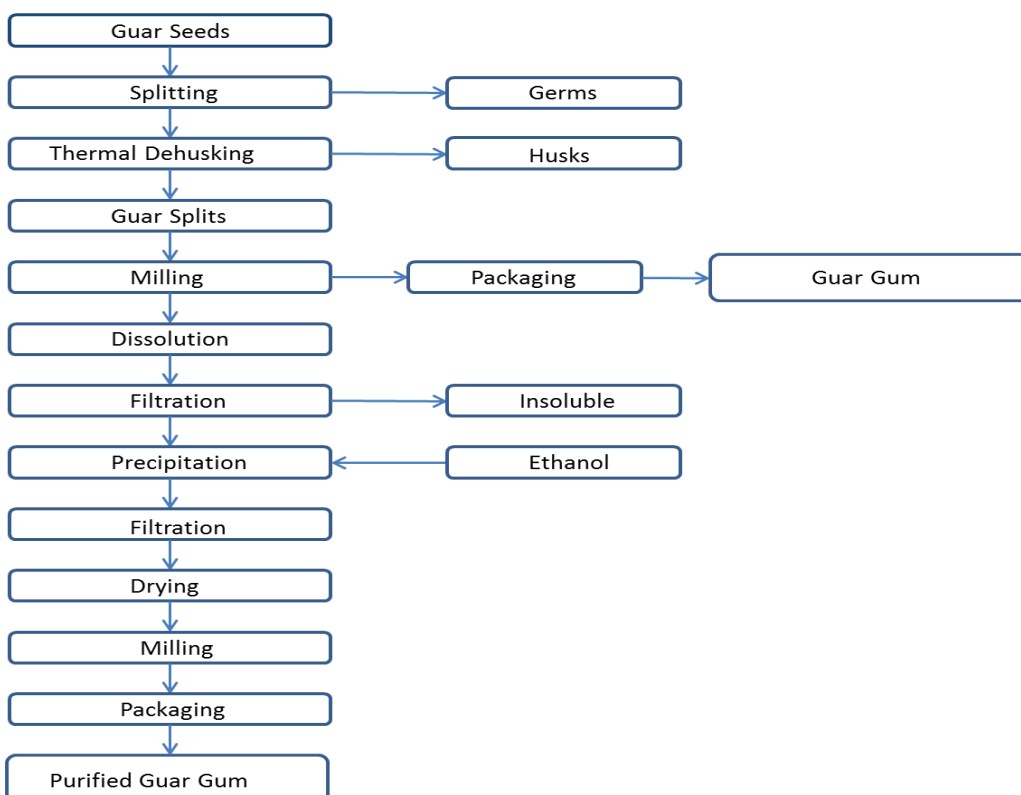 Guar Seeds
Splitting
Germs
Thermal Dehusking
Husks
Guar Splits
Milling
Packaging
Guar Gum
Dissolution
Filtration
Insoluble
Precipitation
Ethanol
Filtration
Drying
Milling
Packaging
Purified Guar Gum